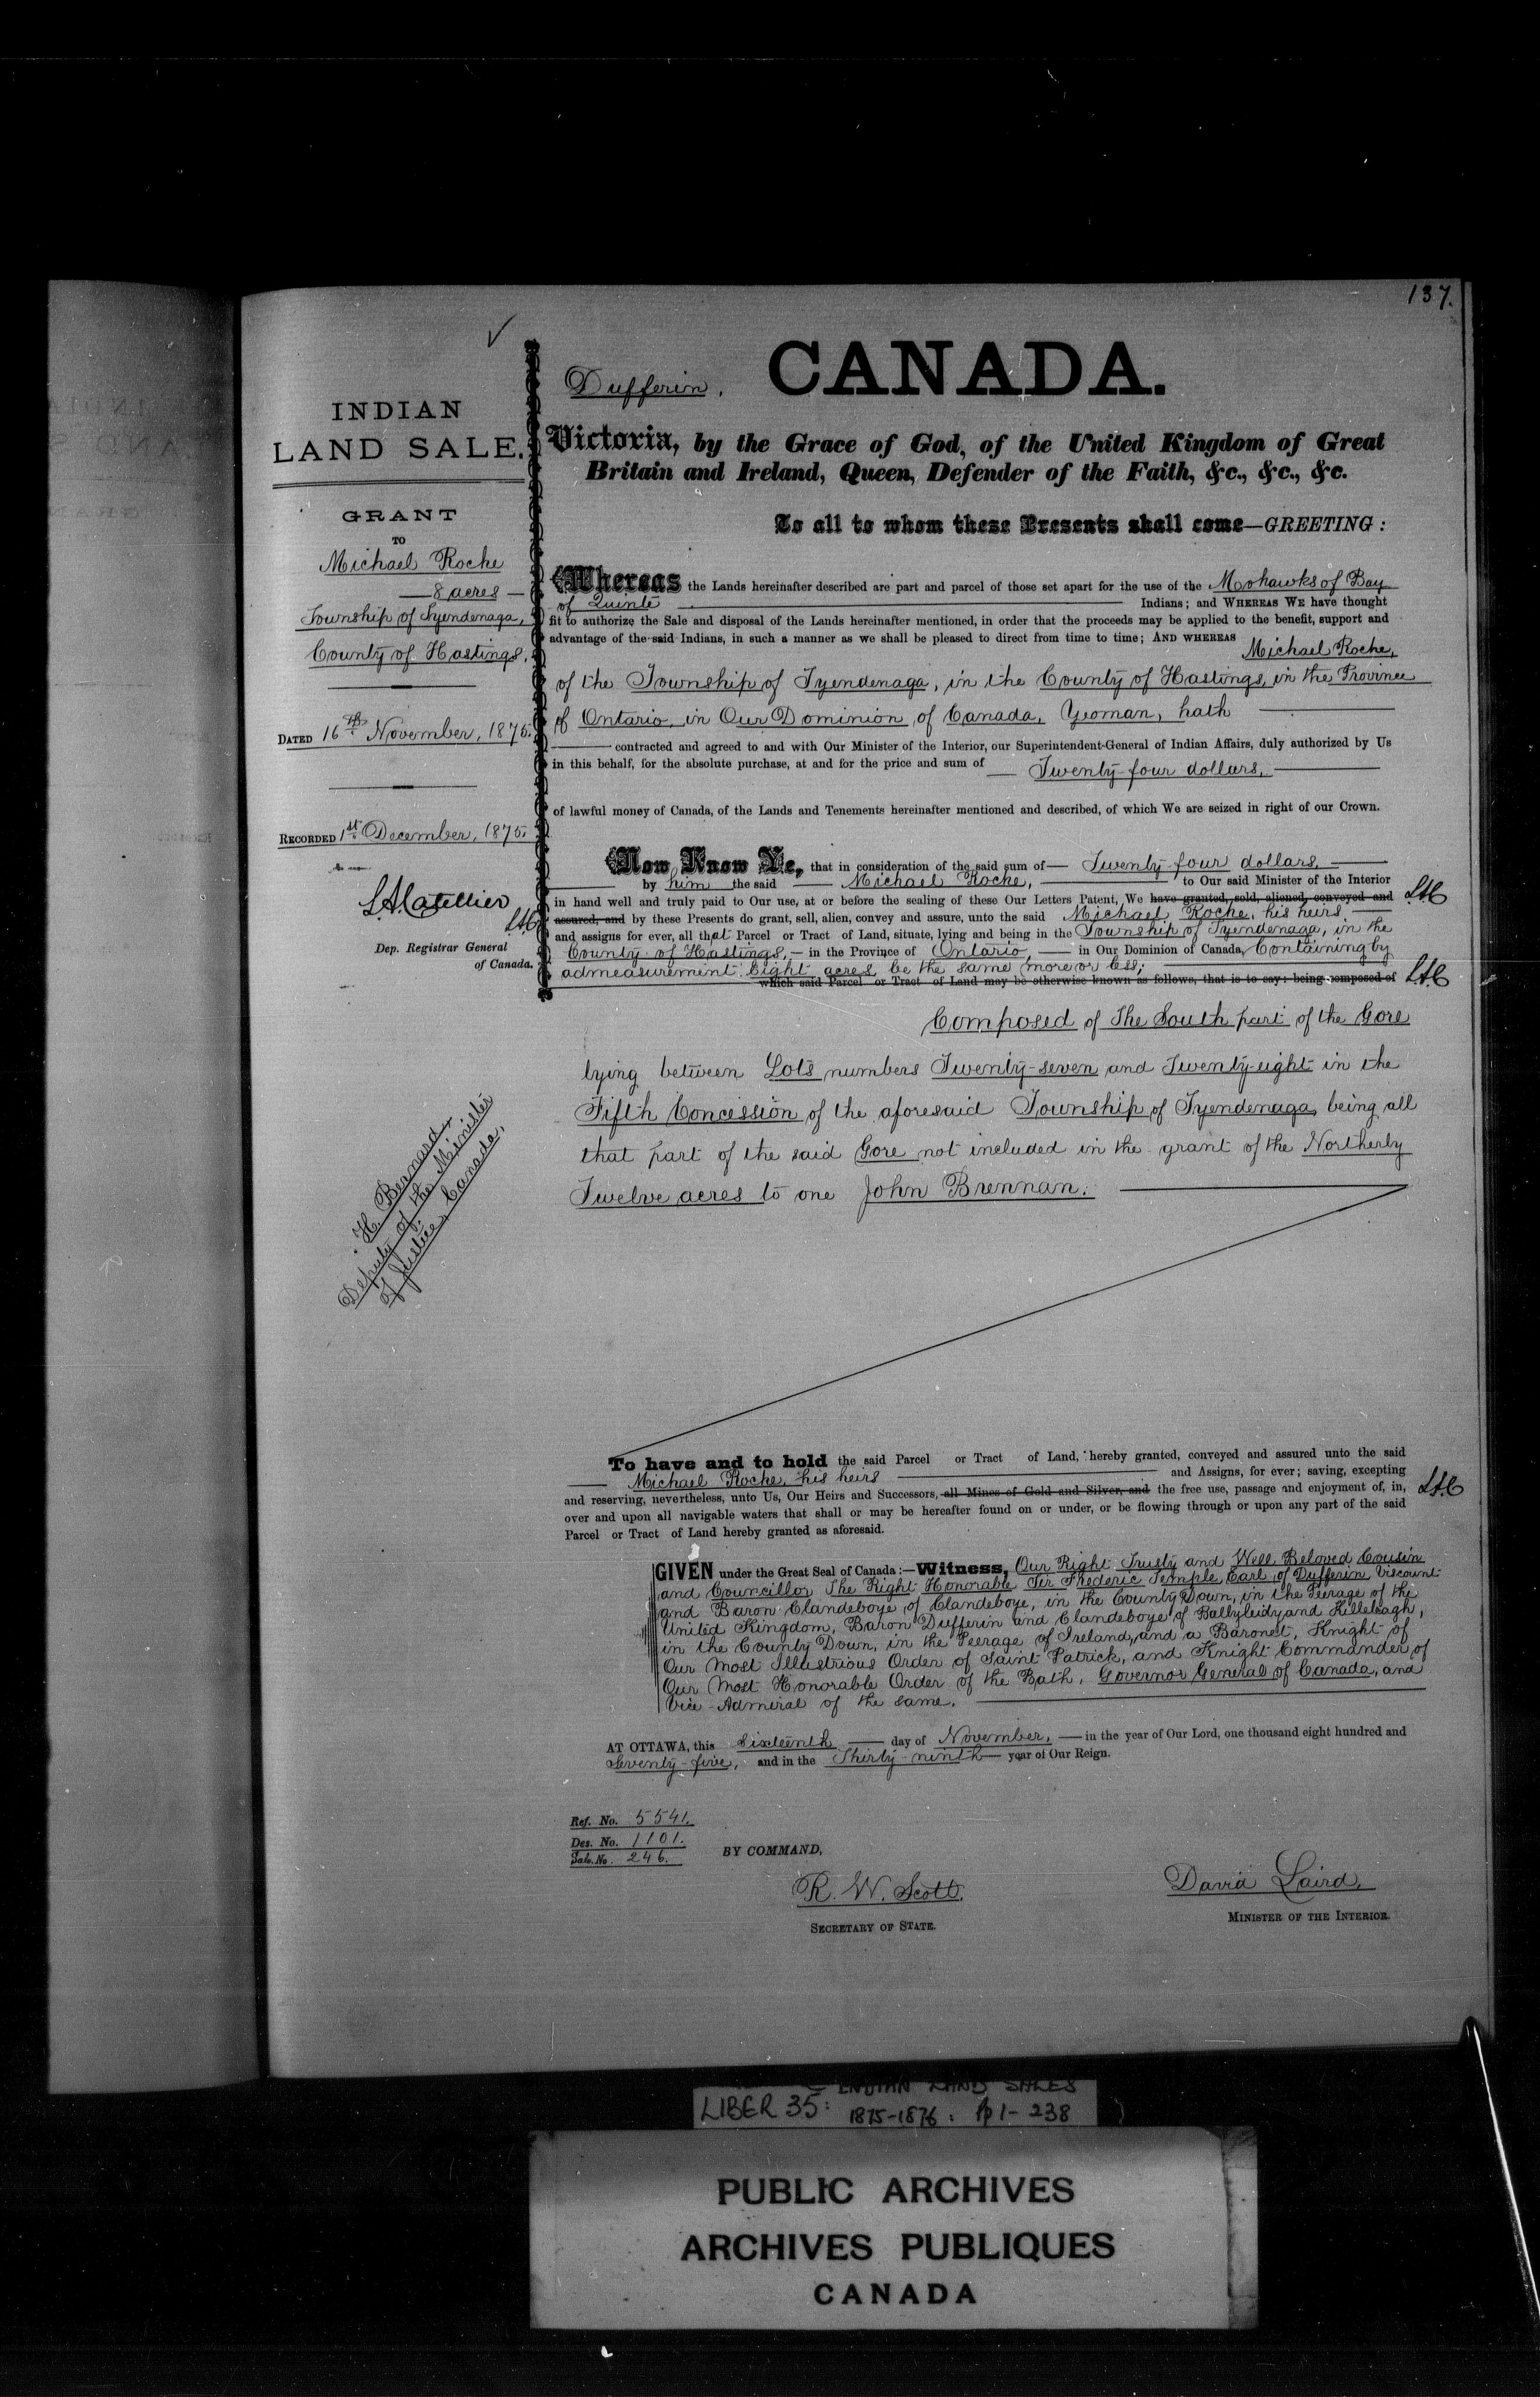 137.
CANADA.
Dufferin.
INDIAN
LAND SALE.
GRANT
TO
Michael Roche
8 acres
Township of Tyendenaga,
County of Hastings.
DATED 16th November, 1875.
RECORDED 1st December, 1875.
LAC
Dep. Registrar General
of Canada.
H. Bernard,
Deputy of the Minister
of Justice, Canada.
Victoria, by the Grace of God, of the United Kingdom of Great
Britain and Ireland, Queen, Defender of the Faith, &c., &c., &c.
To all to whom these Presents shall come—GREETING:
Whereas the Lands hereinafter described are part and parcel of those set apart for the use of the Mohawks of Bay
of Quinté Indians; and WHEREAS WE have thought
fit to authorize the Sale and disposal of the Lands hereinafter mentioned, in order that the proceeds may be applied to the benefit, support and
advantage of the said Indians, in such a manner as we shall be pleased to direct from time to time; AND WHEREAS
Michael Roche,
of the Township of Tyendenaga, in the County of Hastings, in the Province
of Ontario, in Our Dominion of Canada, Yeoman, hath
contracted and agreed to and with Our Minister of the Interior, our Superintendent-General of Indian Affairs, duly authorized by Us
in this behalf, for the absolute purchase, at and for the price and sum of Twenty-four dollars,
of lawful money of Canada, of the Lands and Tenements hereinafter mentioned and described, of which We are seized in right of our Crown.
Now Know Ye, that in consideration of the said sum of Twenty-four dollars,
by him the said Michael Roche, to Our said Minister of the Interior
in hand well and truly paid to Our use, at or before the sealing of these Our Letters Patent, We have granted, sold, aliened, conveyed and LAC
assured, and by these Presents do grant, sell, alien, convey and assure, unto the said Michael Roche, his heirs
and assigns for ever, all that Parcel or Tract of Land, situate, lying and being in the Township of Tyendenaga, in the
County of Hastings, in the Province of Ontario, in Our Dominion of Canada, Containing by
admeasurement Eight acres, be the same more or less;
which said Parcel or Tract of Land may be otherwise known as follows, that is to say: being composed of LAC
Composed of The South part of the Gore
lying between Lots numbers Twenty-seven and Twenty-eight in the
Fifth Concession of the aforesaid Township of Tyendenaga, being all
that part of the said Gore not included in the grant of the Northerly
Twelve acres to one John Brennan.
To have and to hold the said Parcel or Tract of Land, hereby granted, conveyed and assured unto the said
Michael Roche, his heirs and Assigns, for ever; saving, excepting
and reserving, nevertheless, unto Us, Our Heirs and Successors, all Mines of Gold and Silver, and the free use, passage and enjoyment of, in, LAC
over and upon all navigable waters that shall or may be hereafter found on or under, or be flowing through or upon any part of the said
Parcel or Tract of Land hereby granted as aforesaid.
GIVEN under the Great Seal of Canada:—Witness, Our Right Trusty and Well Beloved Cousin
and Councillor The Right Honorable Sir Frederic Temple, Earl of Dufferin Viscount
and Baron Clandeboye, of Clandeboye, in the County Down, in the Peerage of the
United Kingdom, Baron Dufferin and Clandeboye of Ballyleidy and Killeleagh,
in the County Down, in the Peerage of Ireland, and a Baronet, Knight of
Our Most Illustrious Order of Saint Patrick, and Knight Commander of
Our Most Honorable Order of the Bath, Governor General of Canada, and
Vice-Admiral of the same.
AT OTTAWA, this Sixteenth day of November, in the year of Our Lord, one thousand eight hundred and
Seventy-five, and in the Thirty-ninth year of Our Reign.
Ref. No. 5541.
Des. No. 1101.
Sale. No. 246.
BY COMMAND,
R. W. Scott.
SECRETARY OF STATE.
David Laird,
MINISTER OF THE INTERIOR.
INDIAN LAND SALES
LIBER 35: 1875-1876: Pp 1-238
PUBLIC ARCHIVES
ARCHIVES PUBLIQUES
CANADA